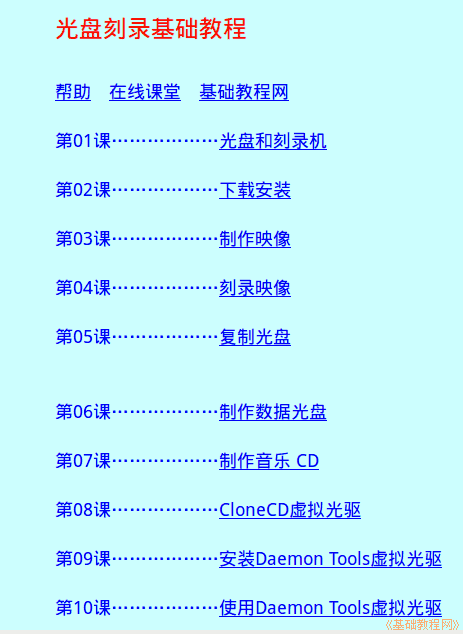 光盘刻录基础教程
帮助 在线课堂 基础教程网
第01课………………光盘和刻录机
第02课………………下载安装
第03课………………制作映像
第04课………………刻录映像
第05课………………复制光盘
第06课………………制作数据光盘
第07课………………制作音乐 CD
第08课………………CloneCD虚拟光驱
第09课………………安装Daemon Tools虚拟光驱
第10课………………使用Daemon Tools虚拟光驱
《基础教程网》